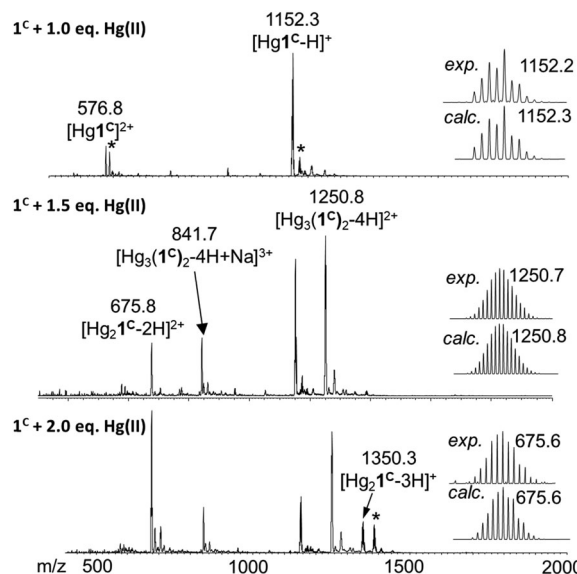 1ᶜ + 1.0 eq. Hg(II)
1152.3
[Hg1ᶜ-H]⁺
576.8
[Hg1ᶜ]²⁺
*
*
exp.
1152.2
calc.
1152.3
1ᶜ + 1.5 eq. Hg(II)
1250.8
[Hg₃(1ᶜ)₂-4H]²⁺
841.7
[Hg₃(1ᶜ)₂-4H+Na]³⁺
675.8
[Hg₂1ᶜ-2H]²⁺
exp.
1250.7
calc.
1250.8
1ᶜ + 2.0 eq. Hg(II)
1350.3
[Hg₂1ᶜ-3H]⁺
*
exp.
675.6
calc.
675.6
m/z 500 1000 1500 2000